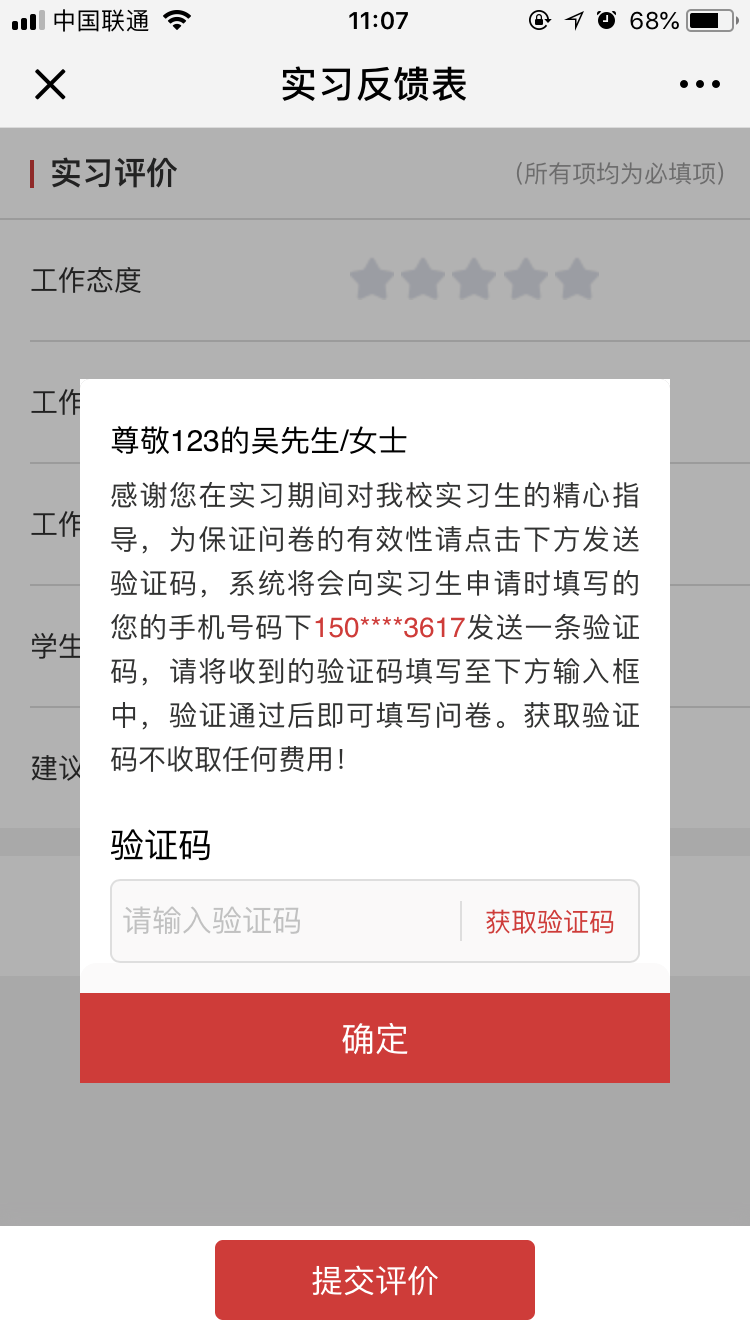 中国联通
11:07
68%
实习反馈表
实习评价
(所有项均为必填项)
工作态度
工作
工作
学生
建议
尊敬123的吴先生/女士
感谢您在实习期间对我校实习生的精心指
导，为保证问卷的有效性请点击下方发送
验证码，系统将会向实习生申请时填写的
您的手机号码下150****3617发送一条验证
码，请将收到的验证码填写至下方输入框
中，验证通过后即可填写问卷。获取验证
码不收取任何费用！
验证码
请输入验证码
获取验证码
确定
提交评价